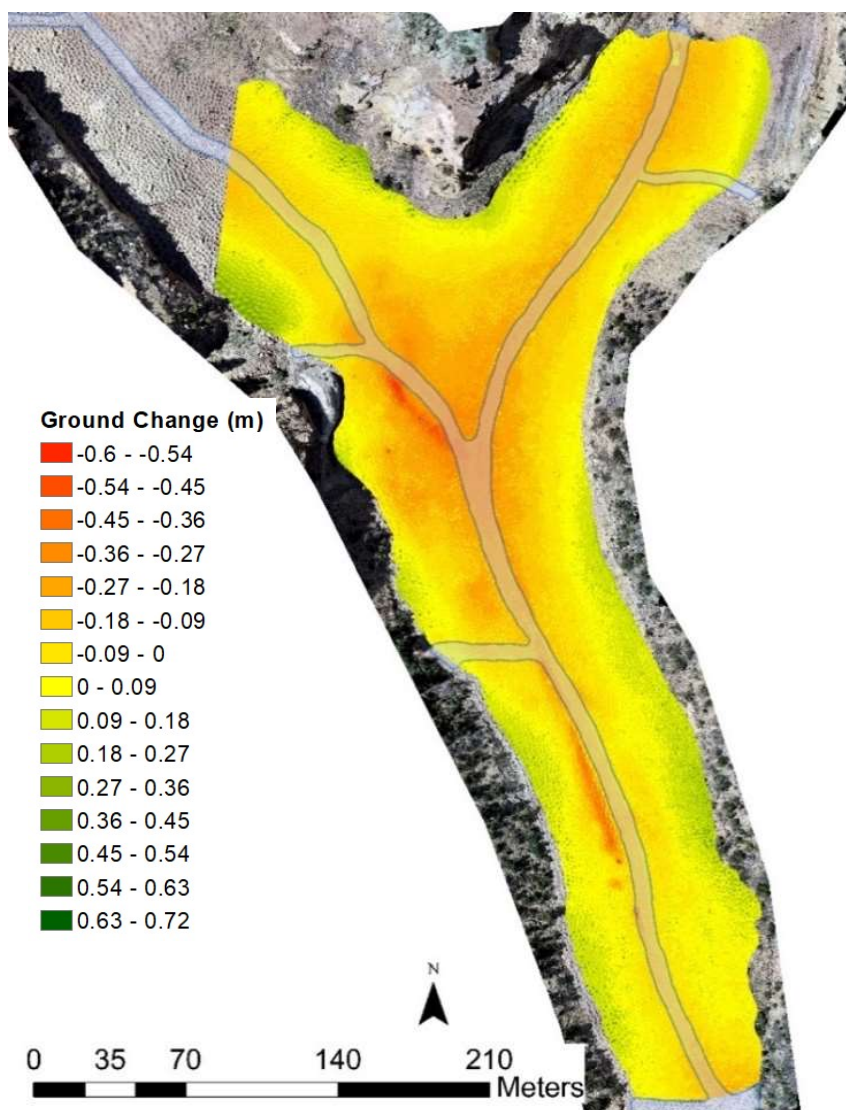 Ground Change (m)
-0.6 - -0.54
-0.54 - -0.45
-0.45 - -0.36
-0.36 - -0.27
-0.27 - -0.18
-0.18 - -0.09
-0.09 - 0
0 - 0.09
0.09 - 0.18
0.18 - 0.27
0.27 - 0.36
0.36 - 0.45
0.45 - 0.54
0.54 - 0.63
0.63 - 0.72
N
0 35 70 140 210
Meters